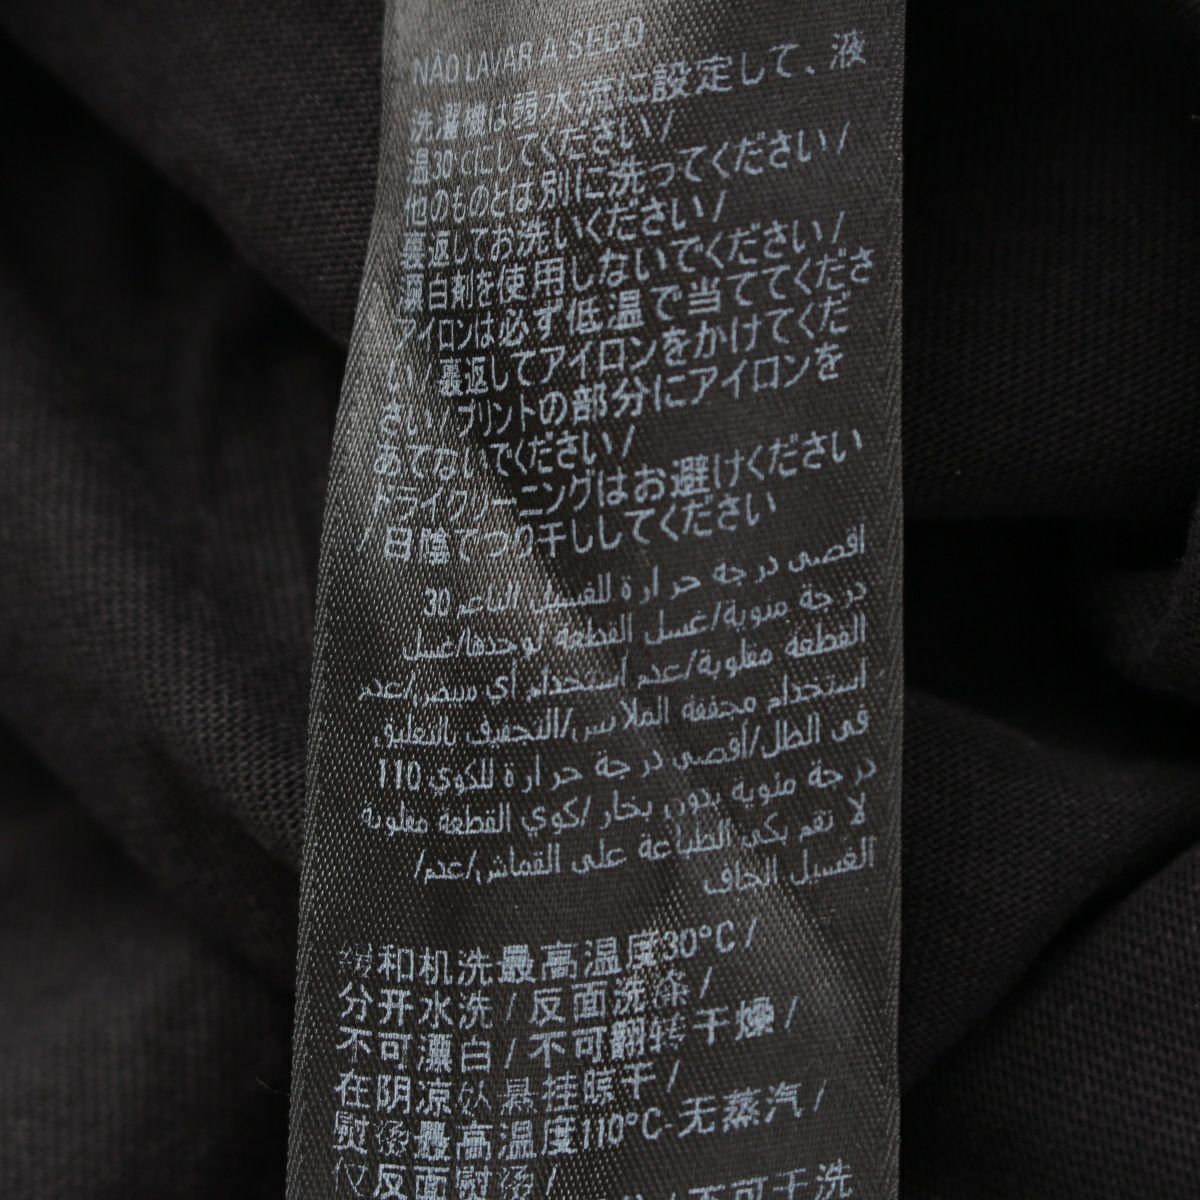 NÃO LAVAR A SECO
洗濯機は弱水流に設定して、液
温30℃にしてください/
他のものとは別に洗ってください/
裏返してお洗いください/
漂白剤を使用しないでください/
アイロンは必ず低温で当ててくださ
い/裏返してアイロンをかけてくだ
さい/プリントの部分にアイロンを
あてないでください/
ドライクリーニングはお避けください
/日陰でつり干ししてください
اقصى درجة حرارة للغسيل الناعم 30
درجة مئوية/غسل القطعة لوحدها/غسل
القطعة مقلوبة/عدم استخدام أي مبيض/عدم
استخدام مجففة الملابس/التجفيف بالتعليق
في الظل/أقصى درجة حرارة للكوي 110
درجة مئوية بدون بخار/كوي القطعة مقلوبة
لا تقم بكي الطباعة على القماش/عدم/
الغسيل الجاف
缓和机洗最高温度30°C/
分开水洗/反面洗涤/
不可漂白/不可翻转干燥/
在阴凉处悬挂晾干/
熨烫最高温度110°C-无蒸汽/
仅反面熨烫/
/不可干洗